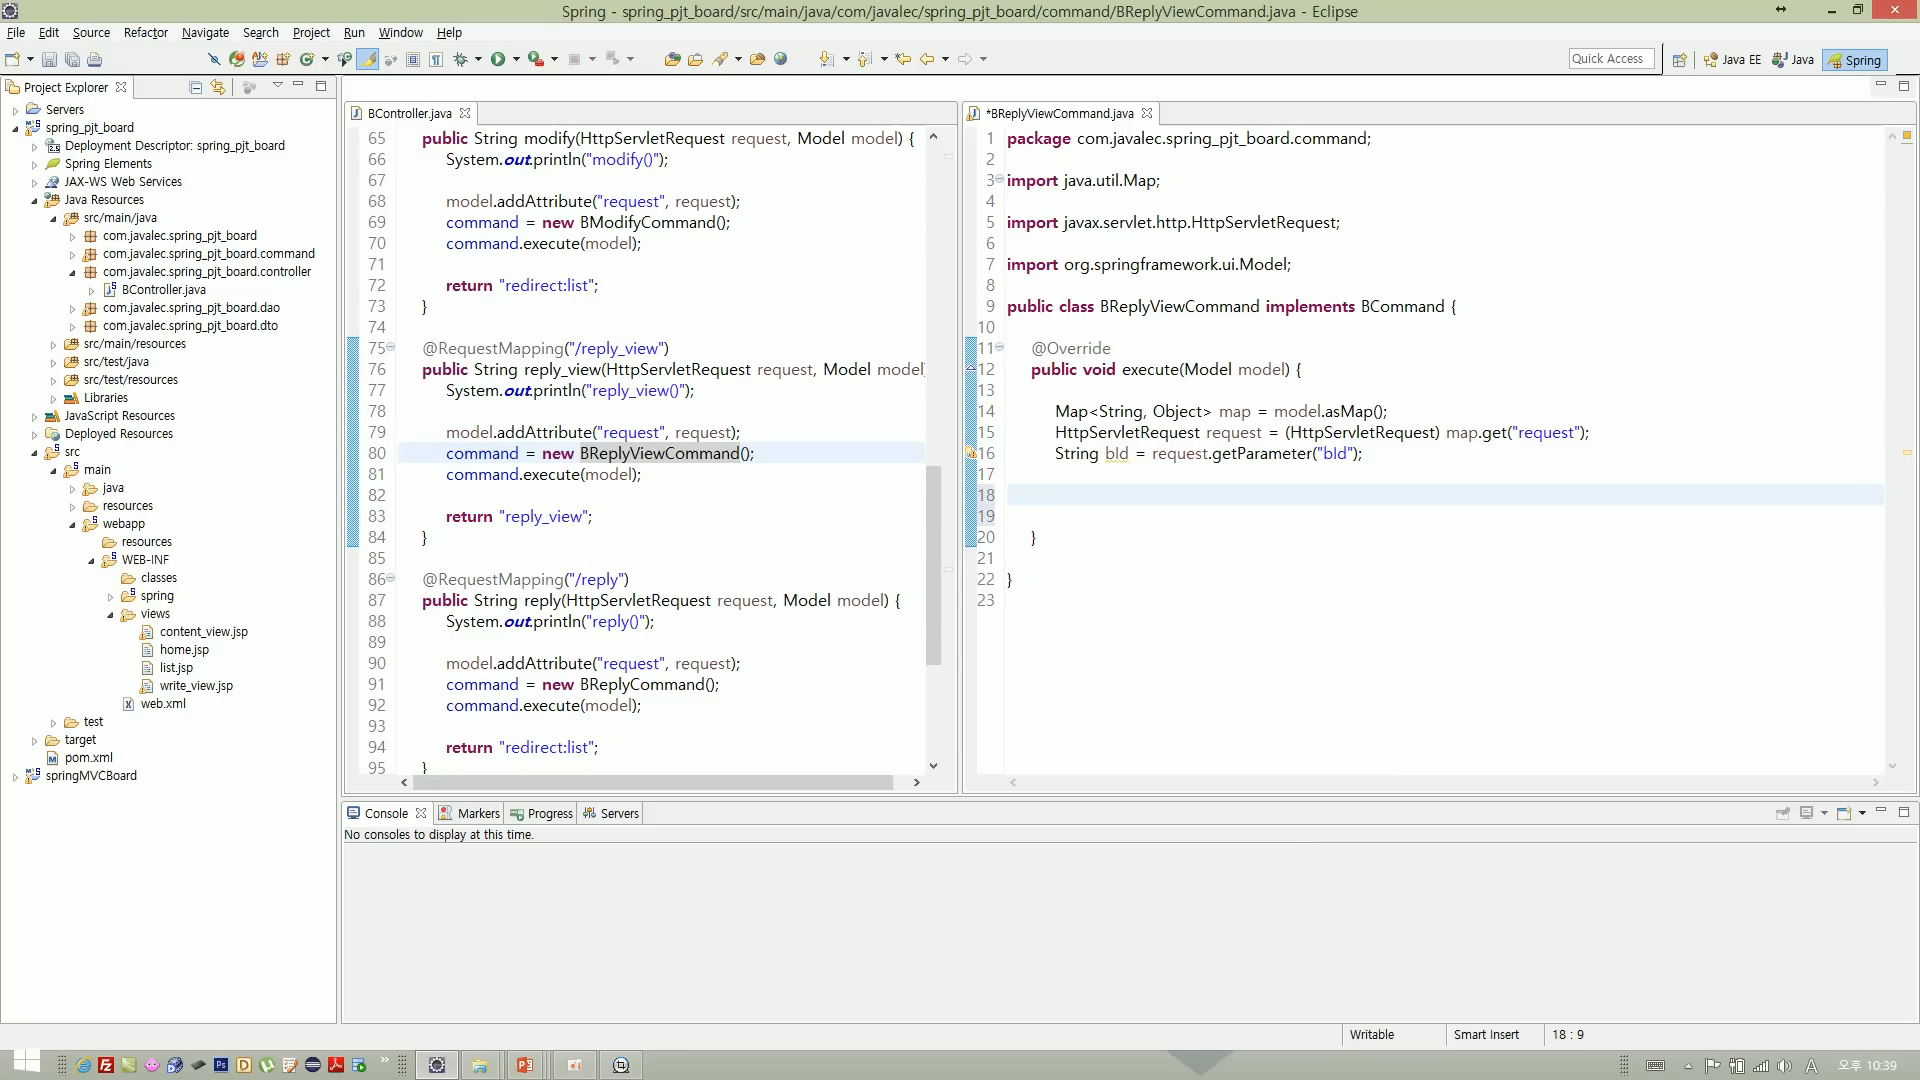 Spring - spring_pjt_board/src/main/java/com/javalec/spring_pjt_board/command/BReplyViewCommand.java - Eclipse
File Edit Source Refactor Navigate Search Project Run Window Help
Quick Access
Java EE
Java
Spring
Project Explorer
Servers
spring_pjt_board
Deployment Descriptor: spring_pjt_board
Spring Elements
JAX-WS Web Services
Java Resources
src/main/java
com.javalec.spring_pjt_board
com.javalec.spring_pjt_board.command
com.javalec.spring_pjt_board.controller
BController.java
com.javalec.spring_pjt_board.dao
com.javalec.spring_pjt_board.dto
src/main/resources
src/test/java
src/test/resources
Libraries
JavaScript Resources
Deployed Resources
src
main
java
resources
webapp
resources
WEB-INF
classes
spring
views
content_view.jsp
home.jsp
list.jsp
write_view.jsp
web.xml
test
target
pom.xml
springMVCBoard
BController.java
65 public String modify(HttpServletRequest request, Model model) {
66 System.out.println("modify()");
67
68 model.addAttribute("request", request);
69 command = new BModifyCommand();
70 command.execute(model);
71
72 return "redirect:list";
73 }
74
75 @RequestMapping("/reply_view")
76 public String reply_view(HttpServletRequest request, Model model)
77 System.out.println("reply_view()");
78
79 model.addAttribute("request", request);
80 command = new BReplyViewCommand();
81 command.execute(model);
82
83 return "reply_view";
84 }
85
86 @RequestMapping("/reply")
87 public String reply(HttpServletRequest request, Model model) {
88 System.out.println("reply()");
89
90 model.addAttribute("request", request);
91 command = new BReplyCommand();
92 command.execute(model);
93
94 return "redirect:list";
95 }
*BReplyViewCommand.java
1 package com.javalec.spring_pjt_board.command;
2
3 import java.util.Map;
4
5 import javax.servlet.http.HttpServletRequest;
6
7 import org.springframework.ui.Model;
8
9 public class BReplyViewCommand implements BCommand {
10
11 @Override
12 public void execute(Model model) {
13
14 Map<String, Object> map = model.asMap();
15 HttpServletRequest request = (HttpServletRequest) map.get("request");
16 String bId = request.getParameter("bId");
17
18
19
20 }
21
22 }
23
Console Markers Progress Servers
No consoles to display at this time.
Writable Smart Insert 18 : 9
오후 10:39